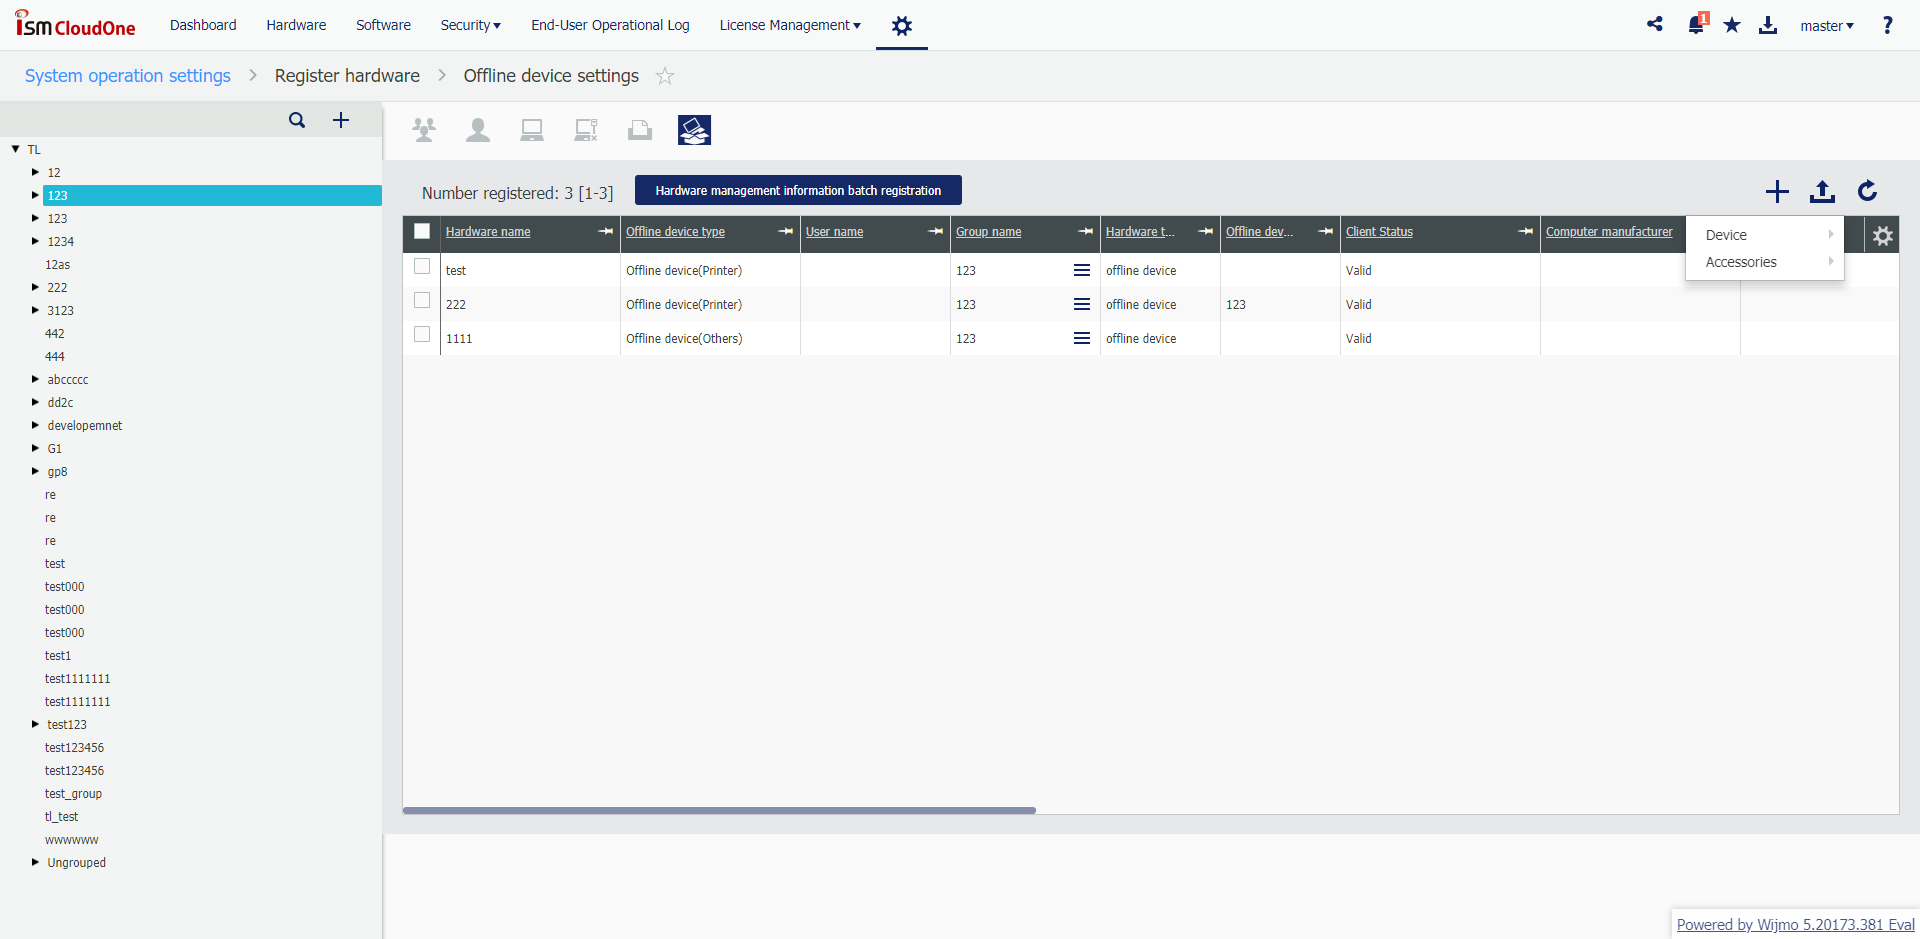 ISM CloudOne
Dashboard
Hardware
Software
Security
End-User Operational Log
License Management
1
master
?
System operation settings > Register hardware > Offline device settings
TL
12
123
123
1234
12as
222
3123
442
444
abccccc
dd2c
developemnet
G1
gp8
re
re
re
test
test000
test000
test000
test1
test1111111
test1111111
test123
test123456
test123456
test_group
tl_test
wwwwww
Ungrouped
Number registered: 3 [1-3]
Hardware management information batch registration
Hardware name
Offline device type
User name
Group name
Hardware t...
Offline dev...
Client Status
Computer manufacturer
Device
Accessories
test Offline device(Printer) 123 offline device Valid
222 Offline device(Printer) 123 offline device 123 Valid
1111 Offline device(Others) 123 offline device Valid
Powered by Wijmo 5.20173.381 Eval